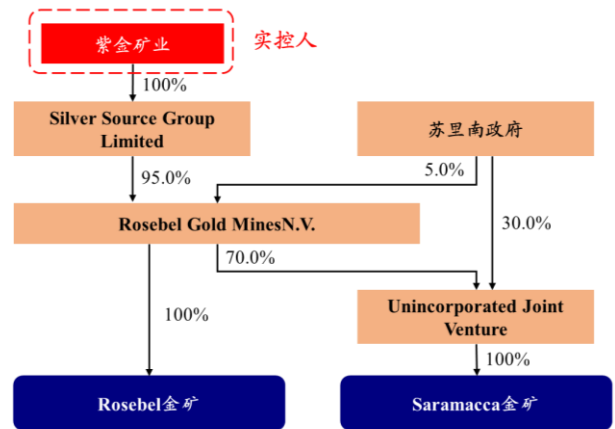 紫金矿业
实控人
100%
Silver Source Group
Limited
苏里南政府
95.0%
5.0%
Rosebel Gold MinesN.V.
30.0%
70.0%
100%
Unincorporated Joint
Venture
100%
Rosebel金矿
Saramacca金矿